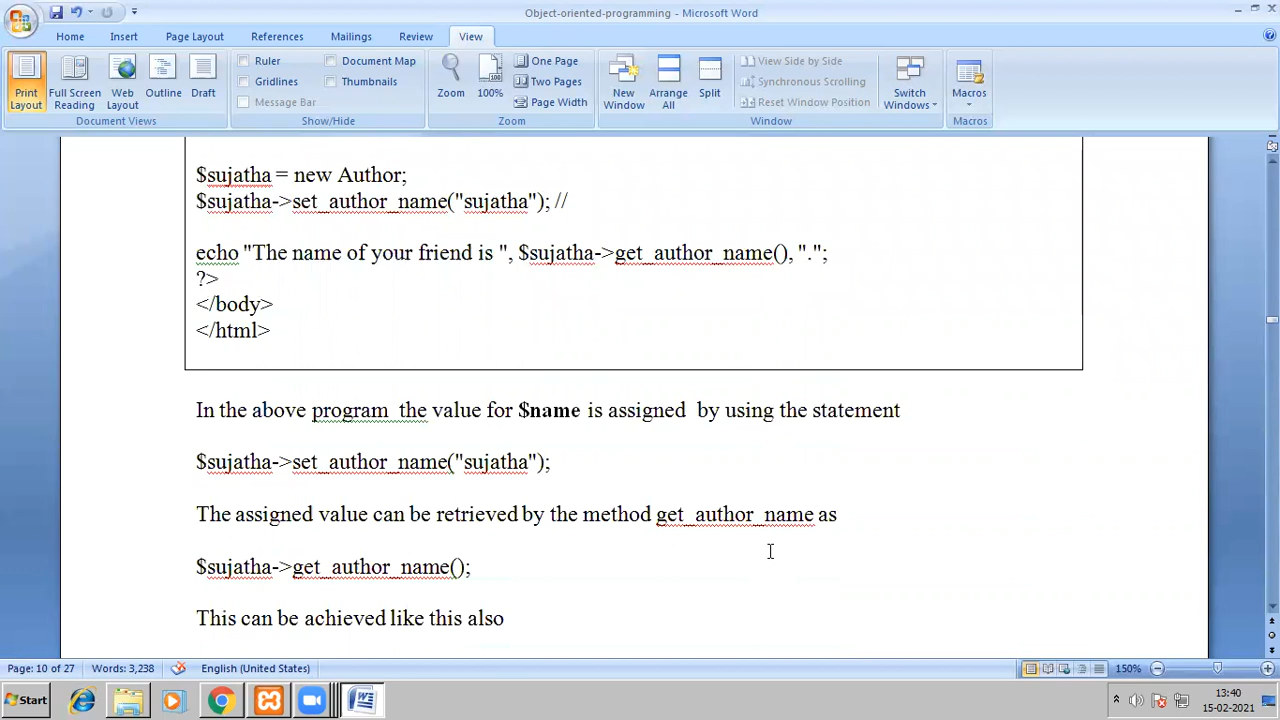 Object-oriented-programming - Microsoft Word
Home Insert Page Layout References Mailings Review View
Print Layout
Full Screen Reading
Web Layout
Outline
Draft
Document Views
Ruler
Gridlines
Message Bar
Document Map
Thumbnails
Show/Hide
Zoom
100%
One Page
Two Pages
Page Width
Zoom
New Window
Arrange All
Split
View Side by Side
Synchronous Scrolling
Reset Window Position
Window
Switch Windows
Macros
Macros
$sujatha = new Author;
$sujatha->set_author_name("sujatha"); //
echo "The name of your friend is ", $sujatha->get_author_name(), ".";
?>
</body>
</html>
In the above program  the value for $name  is assigned  by using the statement
$sujatha->set_author_name("sujatha");
The assigned value can be retrieved by the method get_author_name as
$sujatha->get_author_name();
This can be achieved like this also
Page: 10 of 27 Words: 3,238 English (United States) 150%
Start
13:40
15-02-2021